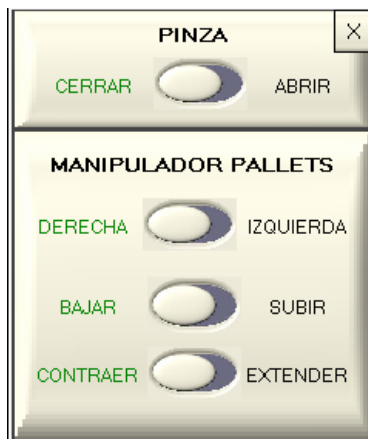 PINZA
X
CERRAR ABRIR
MANIPULADOR PALLETS
DERECHA IZQUIERDA
BAJAR SUBIR
CONTRAER EXTENDER